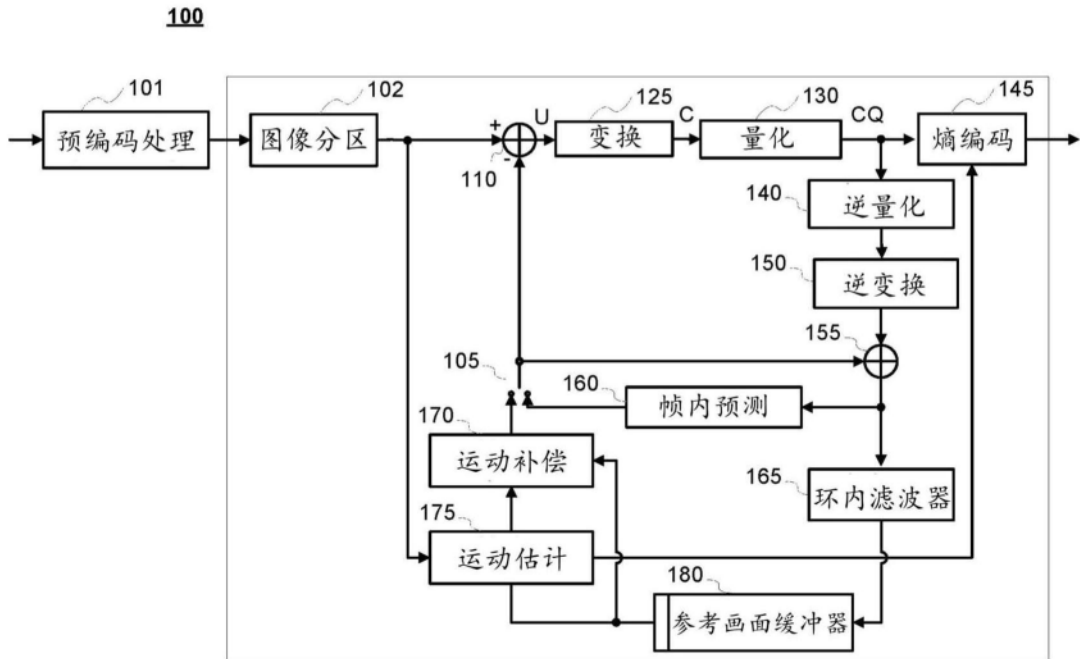 100
101
102
125
130
145
预编码处理
图像分区
+
-
110
U
变换
C
量化
CQ
熵编码
140
逆量化
150
逆变换
155
105
160
帧内预测
170
运动补偿
165
环内滤波器
175
运动估计
180
参考画面缓冲器